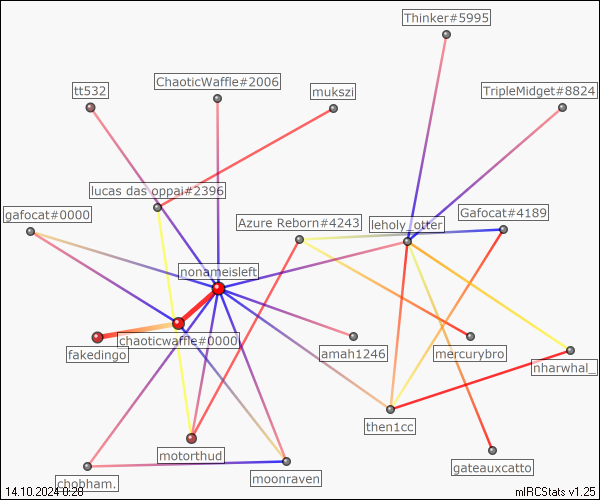 Thinker#5995
ChaoticWaffle#2006
tt532
mukszi
TripleMidget#8824
lucas das oppai#2396
gafocat#0000
Azure Reborn#4243
leholy_otter
Gafocat#4189
nonameisleft
chaoticwaffle#0000
fakedingo
amah1246
mercurybro
nharwhal_
then1cc
motorthud
gateauxcatto
chobham.
moonraven
14.10.2024 0:20
mIRCStats v1.25